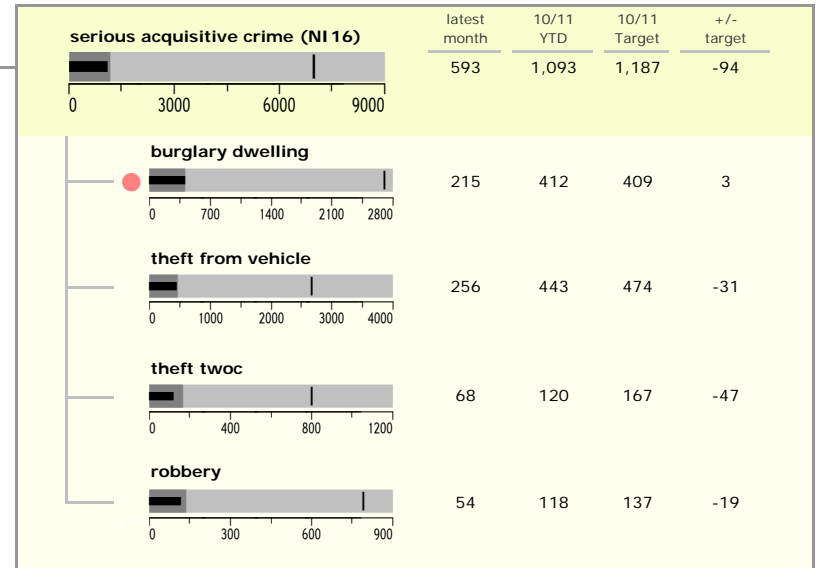 latest 10/11 10/11 +/-
serious acquisitive crime (NI16) month YTD Target target
593 1,093 1,187 -94
0 3000 6000 9000
burglary dwelling
215 412 409 3
0 700 1400 2100 2800
theft from vehicle
256 443 474 -31
0 1000 2000 3000 4000
theft twoc
68 120 167 -47
0 400 800 1200
robbery
54 118 137 -19
0 300 600 900